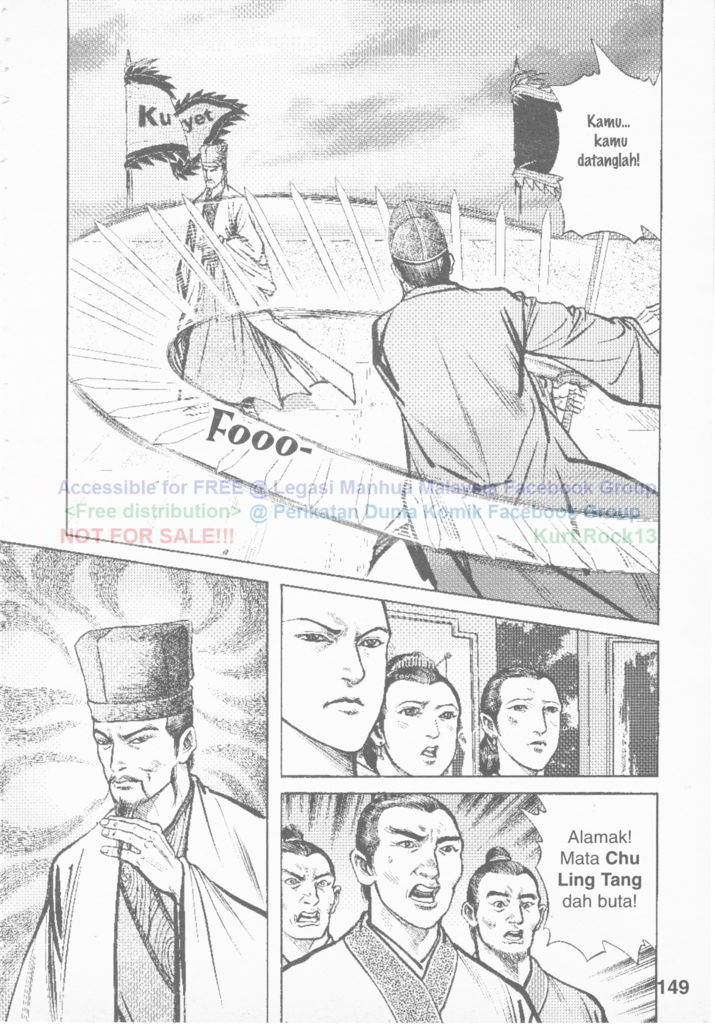 Ku yet
Kamu...
kamu
datanglah!
Fooo-
Accessible for FREE @ Legasi Manhua Malaysia Facebook Group
<Free distribution> @ Perikatan Dunia Komik Facebook Group
NOT FOR SALE!!! Kurt.Rock13
Alamak!
Mata Chu
Ling Tang
dah buta!
149